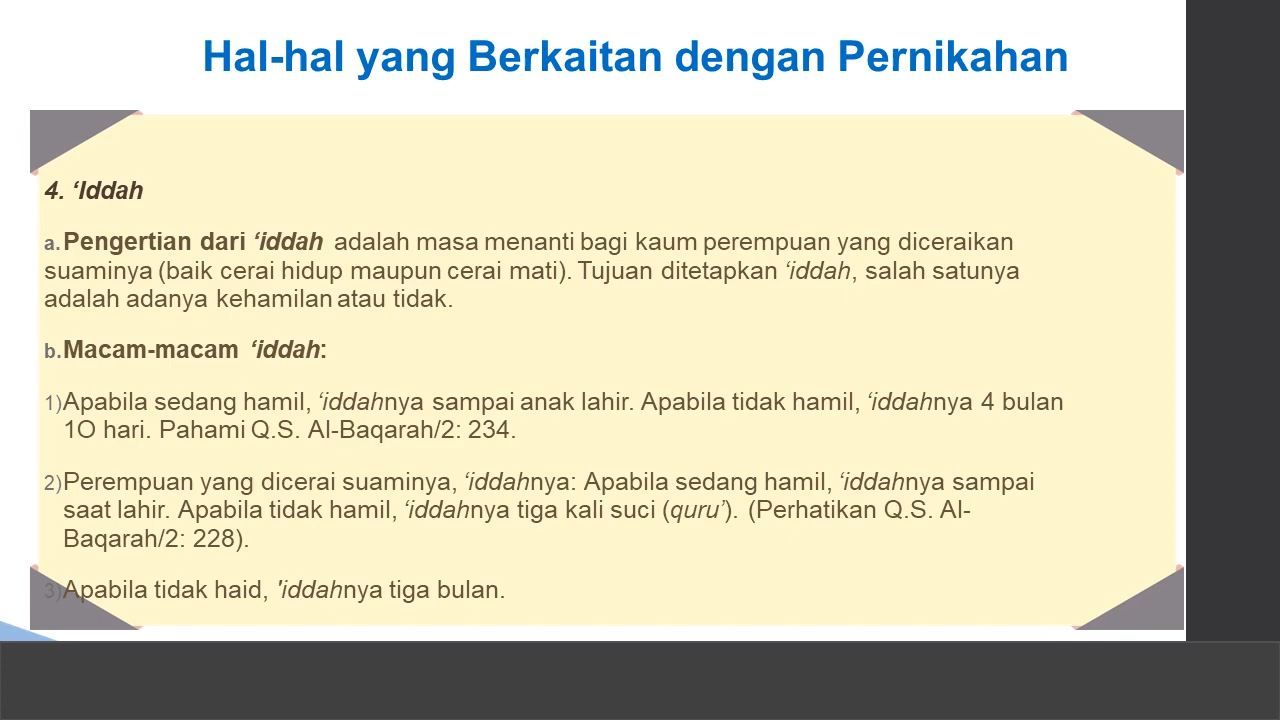 Hal-hal yang Berkaitan dengan Pernikahan
4. ‘Iddah
a. Pengertian dari ‘iddah adalah masa menanti bagi kaum perempuan yang diceraikan
suaminya (baik cerai hidup maupun cerai mati). Tujuan ditetapkan ‘iddah, salah satunya
adalah adanya kehamilan atau tidak.
b. Macam-macam ‘iddah:
1) Apabila sedang hamil, ‘iddahnya sampai anak lahir. Apabila tidak hamil, ‘iddahnya 4 bulan
1O hari. Pahami Q.S. Al-Baqarah/2: 234.
2) Perempuan yang dicerai suaminya, ‘iddahnya: Apabila sedang hamil, ‘iddahnya sampai
saat lahir. Apabila tidak hamil, ‘iddahnya tiga kali suci (quru’). (Perhatikan Q.S. Al-
Baqarah/2: 228).
3) Apabila tidak haid, 'iddahnya tiga bulan.